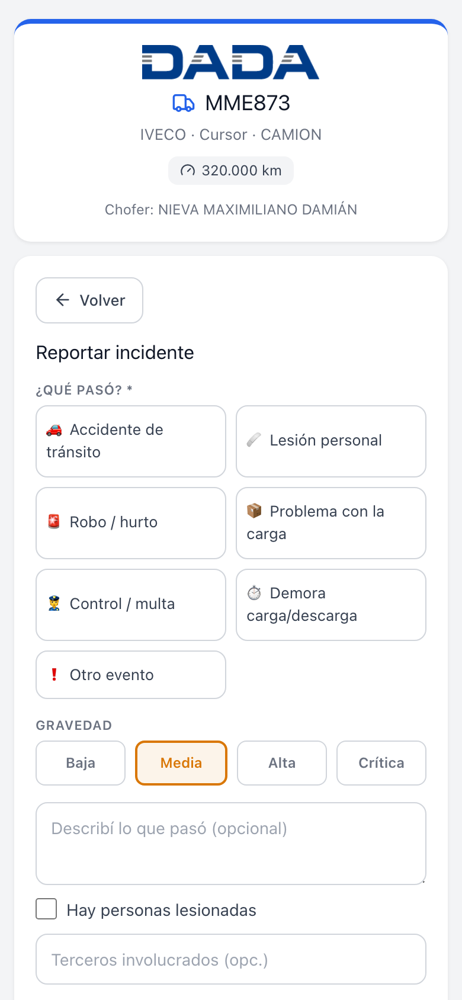 DADA
MME873
IVECO · Cursor · CAMION
320.000 km
Chofer: NIEVA MAXIMILIANO DAMIÁN
Volver
Reportar incidente
¿QUÉ PASÓ? *
Accidente de
tránsito
Lesión personal
Robo / hurto
Problema con la
carga
Control / multa
Demora
carga/descarga
Otro evento
GRAVEDAD
Baja
Media
Alta
Crítica
Describí lo que pasó (opcional)
Hay personas lesionadas
Terceros involucrados (opc.)